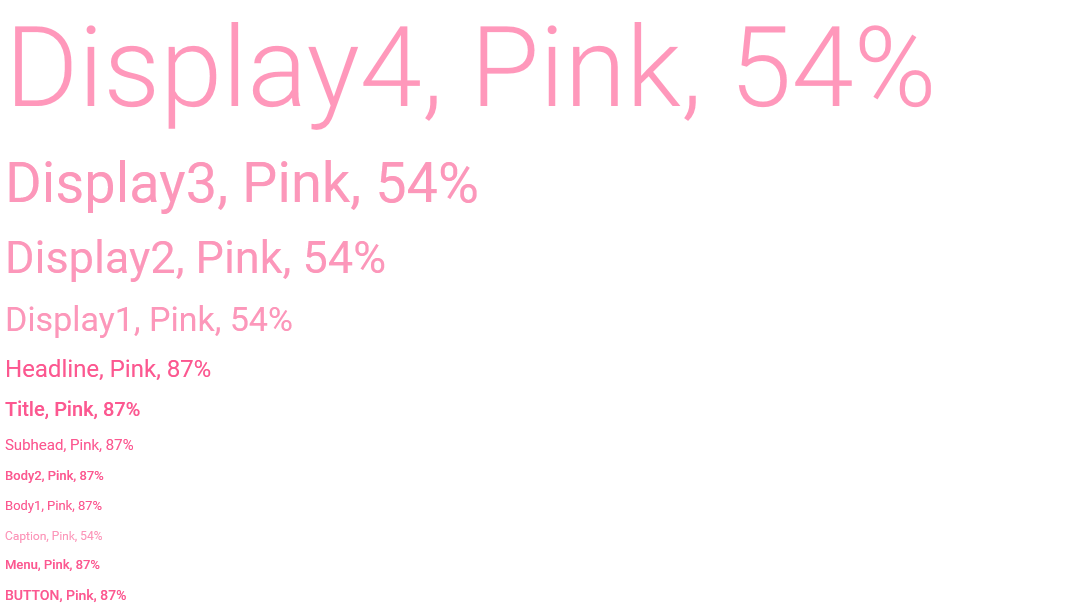 Display4, Pink, 54%
Display3, Pink, 54%
Display2, Pink, 54%
Display1, Pink, 54%
Headline, Pink, 87%
Title, Pink, 87%
Subhead, Pink, 87%
Body2, Pink, 87%
Body1, Pink, 87%
Caption, Pink, 54%
Menu, Pink, 87%
BUTTON, Pink, 87%